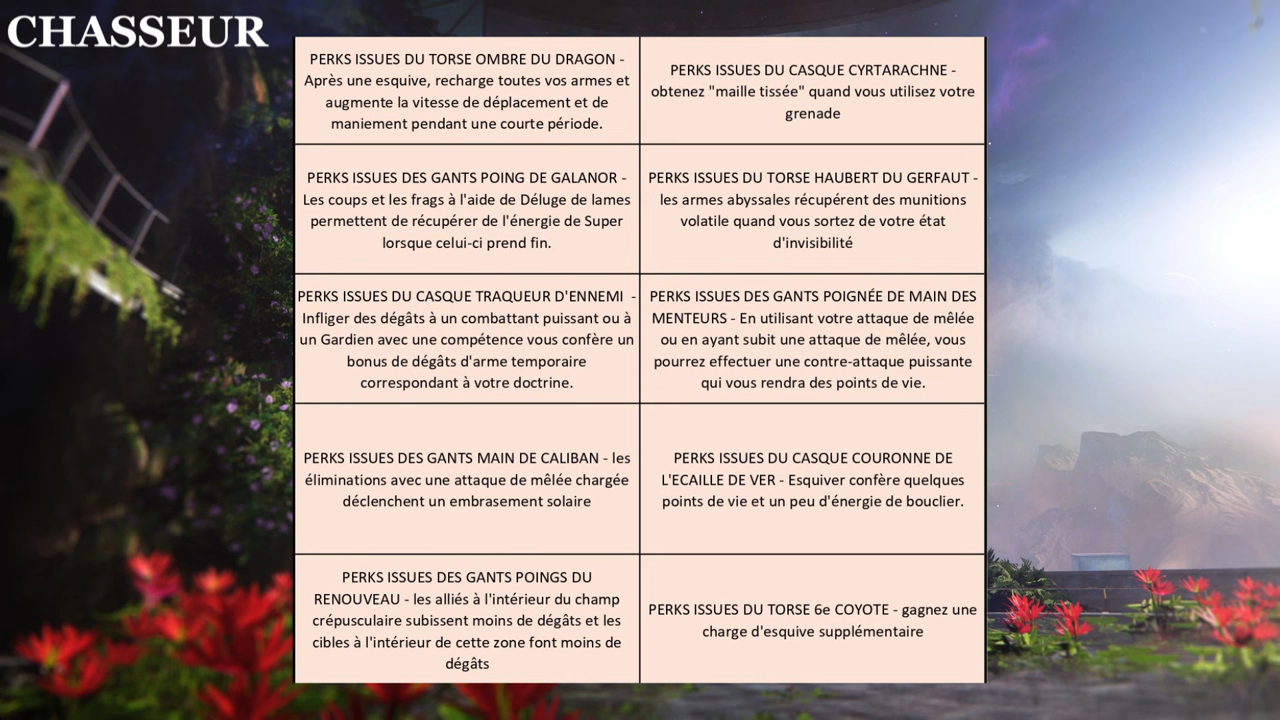 CHASSEUR
PERKS ISSUES DU TORSE OMBRE DU DRAGON -
Après une esquive, recharge toutes vos armes et
augmente la vitesse de déplacement et de
maniement pendant une courte période.
PERKS ISSUES DU CASQUE CYRTARACHNE -
obtenez "maille tissée" quand vous utilisez votre
grenade
PERKS ISSUES DES GANTS POING DE GALANOR -
Les coups et les frags à l'aide de Déluge de lames
permettent de récupérer de l'énergie de Super
lorsque celui-ci prend fin.
PERKS ISSUES DU TORSE HAUBERT DU GERFAUT -
les armes abyssales récupérent des munitions
volatile quand vous sortez de votre état
d'invisibilité
PERKS ISSUES DU CASQUE TRAQUEUR D'ENNEMI -
Infliger des dégâts à un combattant puissant ou à
un Gardien avec une compétence vous confère un
bonus de dégâts d'arme temporaire
correspondant à votre doctrine.
PERKS ISSUES DES GANTS POIGNÉE DE MAIN DES
MENTEURS - En utilisant votre attaque de mêlée
ou en ayant subit une attaque de mêlée, vous
pourrez effectuer une contre-attaque puissante
qui vous rendra des points de vie.
PERKS ISSUES DES GANTS MAIN DE CALIBAN - les
éliminations avec une attaque de mêlée chargée
déclenchent un embrasement solaire
PERKS ISSUES DU CASQUE COURONNE DE
L'ECAILLE DE VER - Esquiver confère quelques
points de vie et un peu d'énergie de bouclier.
PERKS ISSUES DES GANTS POINGS DU
RENOUVEAU - les alliés à l'intérieur du champ
crépusculaire subissent moins de dégâts et les
cibles à l'intérieur de cette zone font moins de
dégâts
PERKS ISSUES DU TORSE 6e COYOTE - gagnez une
charge d'esquive supplémentaire